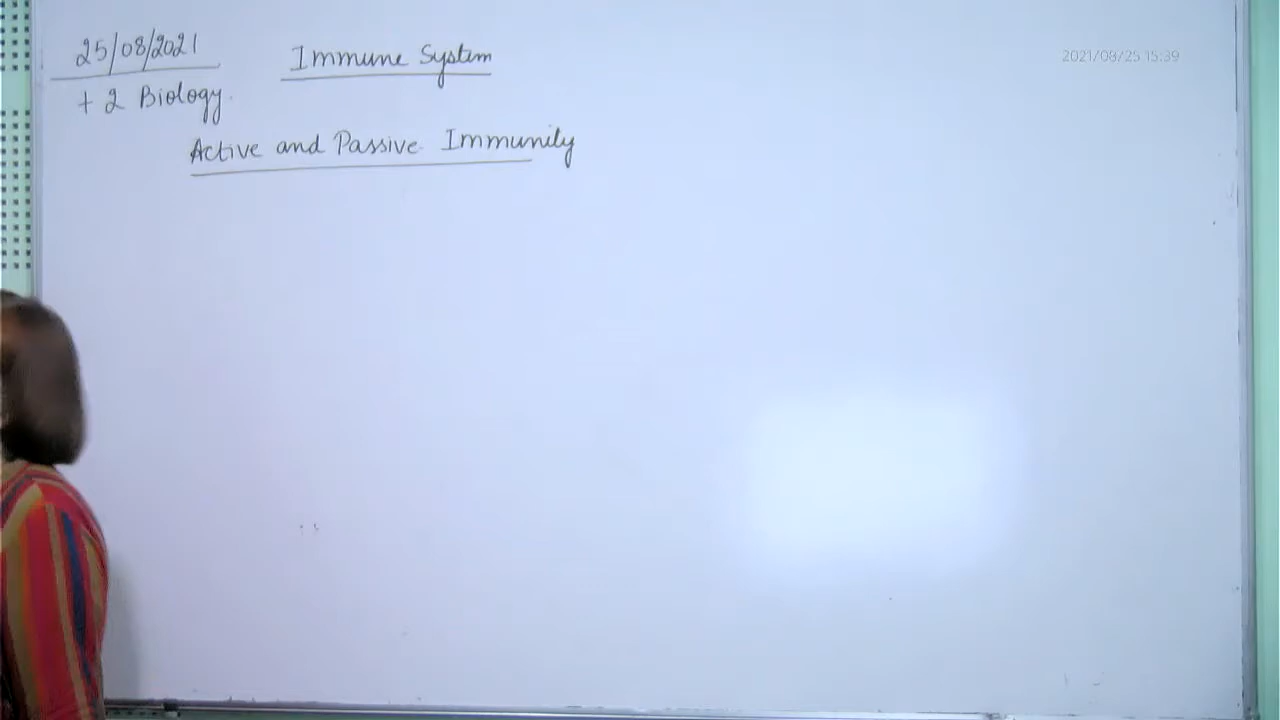 25/08/2021
Immune System
2021/08/25 15:39
+2 Biology.
Active and Passive Immunity